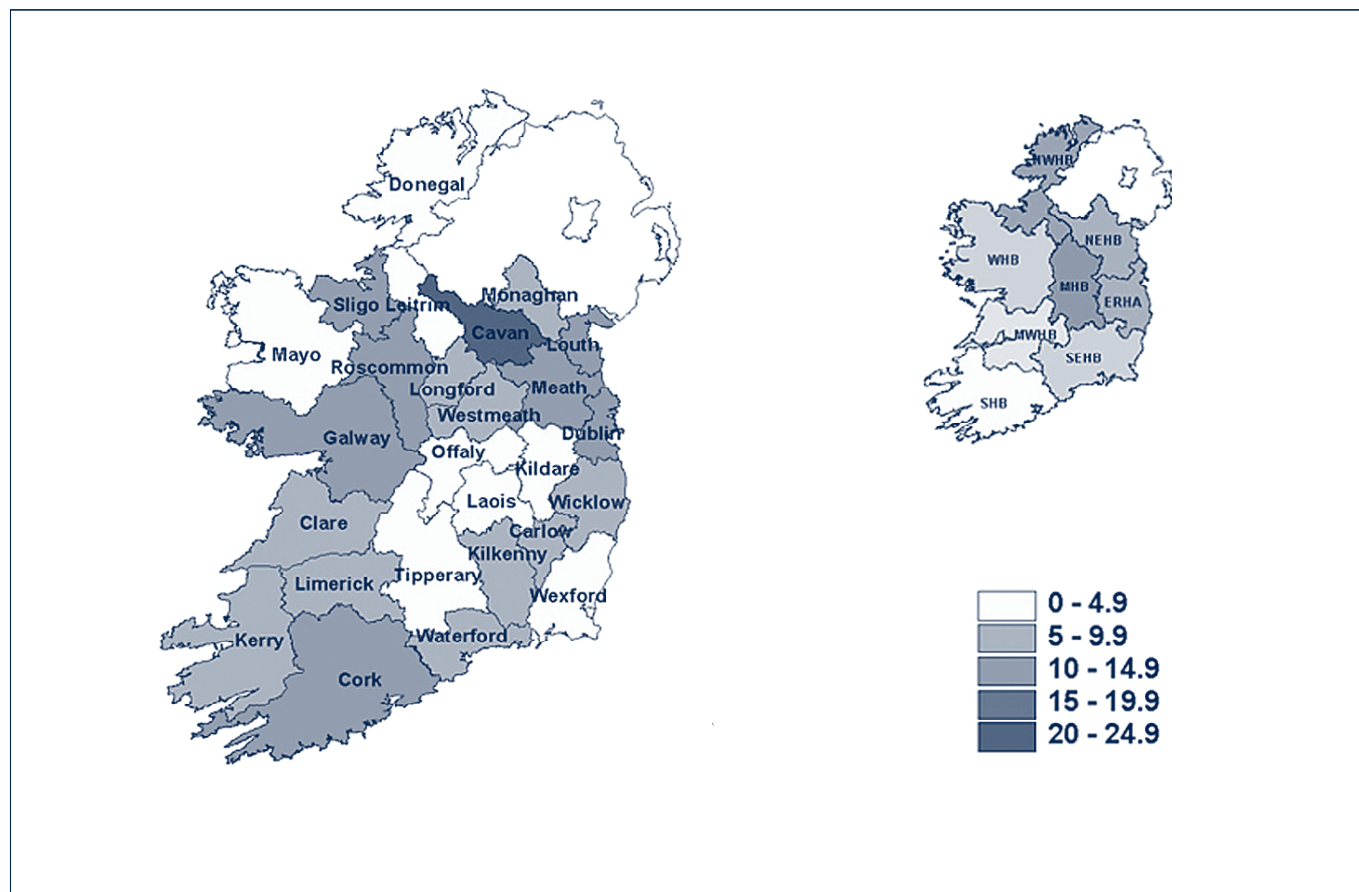 Donegal
Monaghan
Sligo Leitrim
Cavan
Louth
Mayo
Roscommon
Longford
Meath
Westmeath
Dublin
Galway
Offaly
Kildare
Laois
Wicklow
Clare
Carlow
Kilkenny
Tipperary
Limerick
Wexford
Waterford
Kerry
Cork
NWHB
NEHB
WHB
MHB
ERHA
MWHB
SEHB
SHB
0 - 4.9
5 - 9.9
10 - 14.9
15 - 19.9
20 - 24.9